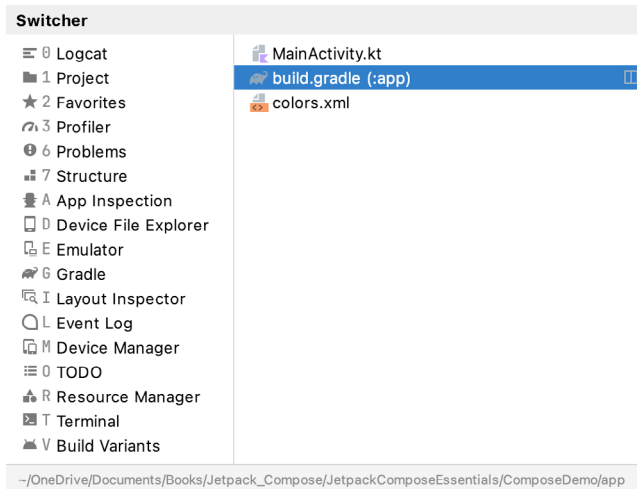 Switcher
0 Logcat
1 Project
2 Favorites
3 Profiler
6 Problems
7 Structure
A App Inspection
D Device File Explorer
E Emulator
G Gradle
I Layout Inspector
L Event Log
M Device Manager
O TODO
R Resource Manager
T Terminal
V Build Variants
MainActivity.kt
build.gradle (:app)
colors.xml
~/OneDrive/Documents/Books/Jetpack_Compose/JetpackComposeEssentials/ComposeDemo/app